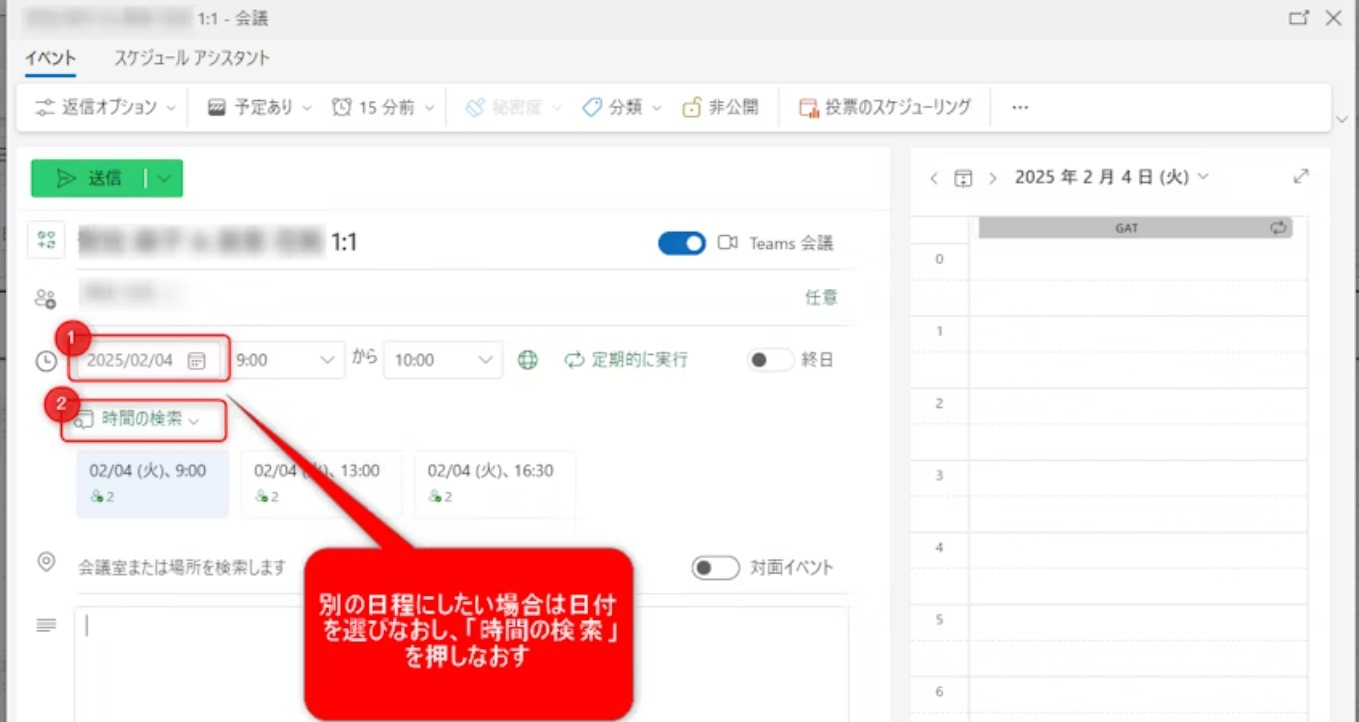 1:1 - 会議
イベント スケジュール アシスタント
返信オプション 予定あり 15 分前 秘密度 分類 非公開 投票のスケジューリング ...
送信
1:1 Teams 会議
任意
1
2025/02/04 9:00 から 10:00 定期的に実行 終日
2
時間の検索
02/04 (火)、9:00 02/04 (火)、13:00 02/04 (火)、16:30
2 2 2
会議室または場所を検索します 対面イベント
別の日程にしたい場合は日付
を選びなおし、「時間の検索」
を押しなおす
2025 年 2 月 4 日 (火)
GAT
0
1
2
3
4
5
6